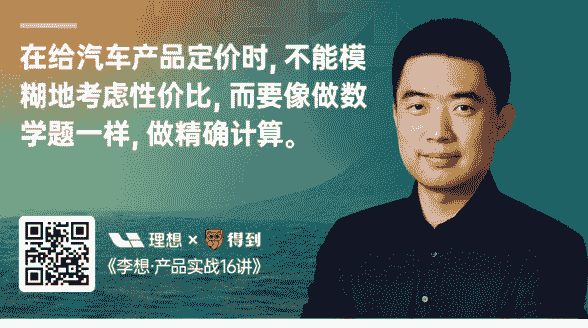 在给汽车产品定价时，不能模
糊地考虑性价比，而要像做数
学题一样，做精确计算。
理想 × 得到
《李想·产品实战16讲》